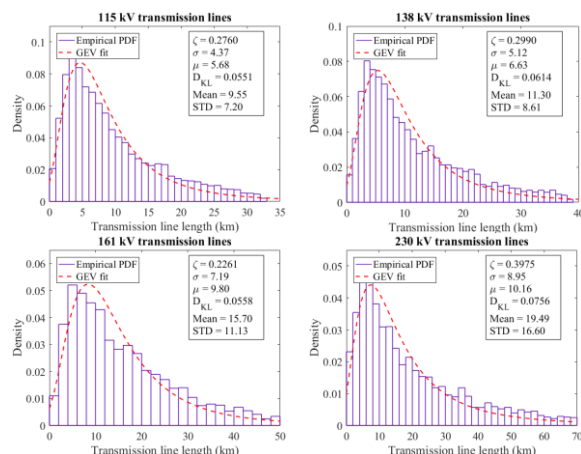 115 kV transmission lines
Empirical PDF
GEV fit
ζ = 0.2760
σ = 4.37
μ = 5.68
D_KL = 0.0551
Mean = 9.55
STD = 7.20
Density
0.1
0.08
0.06
0.04
0.02
0
0 5 10 15 20 25 30 35
Transmission line length (km)
138 kV transmission lines
Empirical PDF
GEV fit
ζ = 0.2990
σ = 5.12
μ = 6.63
D_KL = 0.0614
Mean = 11.30
STD = 8.61
Density
0.1
0.08
0.06
0.04
0.02
0
0 10 20 30 40
Transmission line length (km)
161 kV transmission lines
Empirical PDF
GEV fit
ζ = 0.2261
σ = 7.19
μ = 9.80
D_KL = 0.0558
Mean = 15.70
STD = 11.13
Density
0.06
0.05
0.04
0.03
0.02
0.01
0
0 10 20 30 40 50
Transmission line length (km)
230 kV transmission lines
Empirical PDF
GEV fit
ζ = 0.3975
σ = 8.95
μ = 10.16
D_KL = 0.0756
Mean = 19.49
STD = 16.60
Density
0.05
0.04
0.03
0.02
0.01
0
0 10 20 30 40 50 60 70
Transmission line length (km)